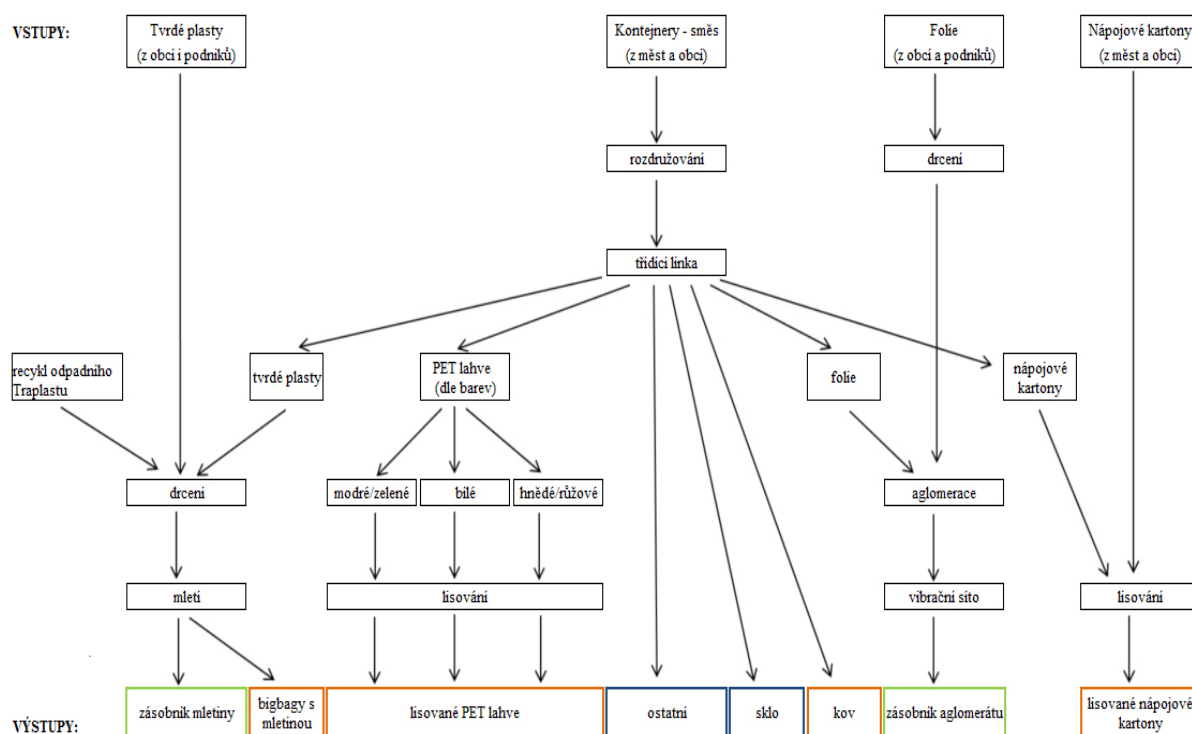 VSTUPY:
Tvrdé plasty
(z obcí i podniků)
Kontejnery - směs
(z měst a obcí)
Folie
(z obcí a podniků)
Nápojové kartony
(z měst a obcí)
rozdružování
drcení
třídící linka
recykl odpadního
Traplastu
tvrdé plasty
PET lahve
(dle barev)
folie
nápojové
kartony
drcení
modré/zelené
bílé
hnědé/růžové
aglomerace
mletí
lisování
vibrační síto
lisování
VÝSTUPY:
zásobník mletiny
bigbagy s
mletinou
lisované PET lahve
ostatní
sklo
kov
zásobník aglomerátu
lisované nápojové
kartony